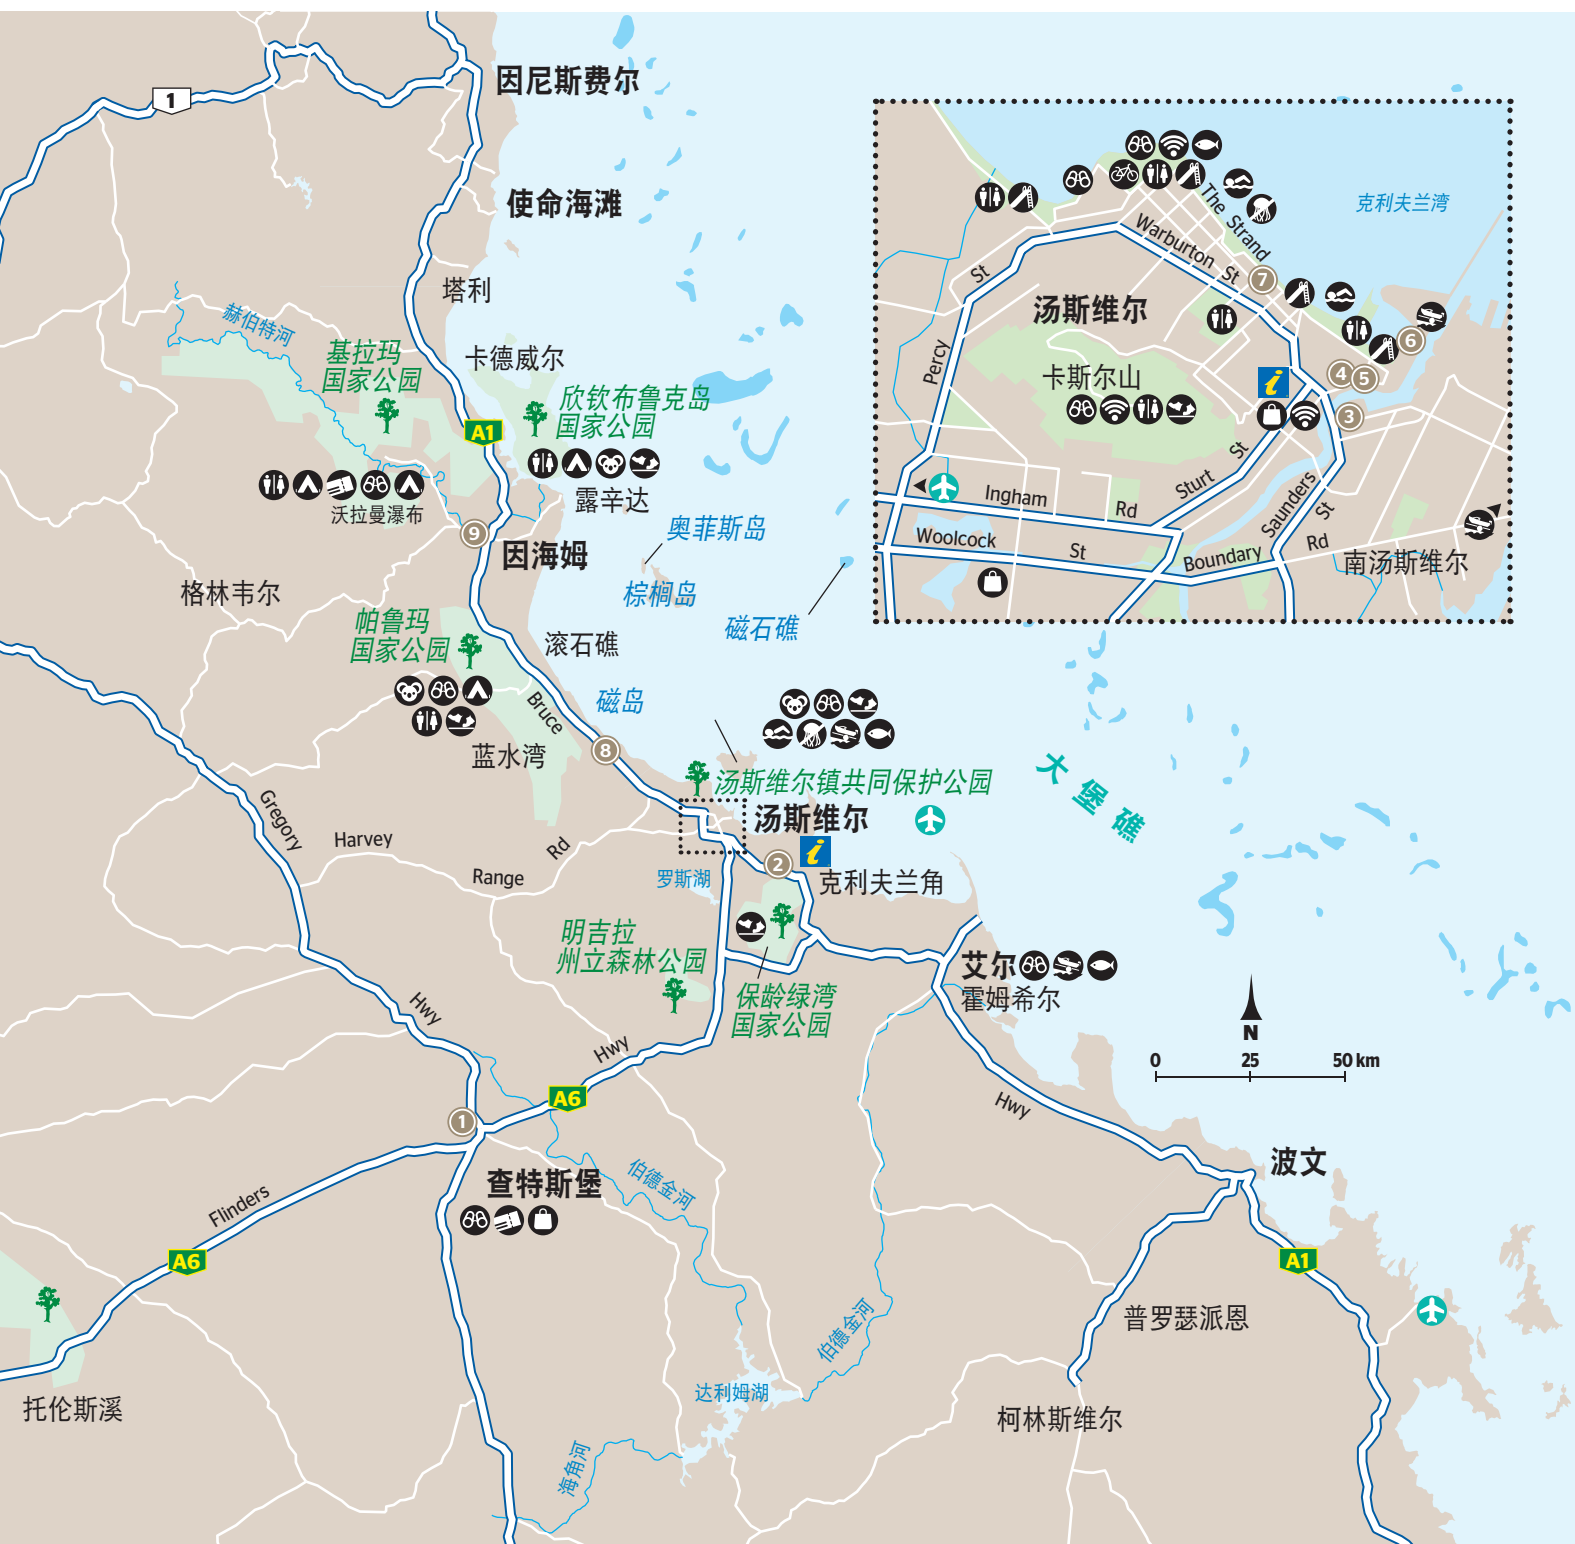 因尼斯费尔
1
使命海滩
塔利
赫伯特河
基拉玛
国家公园
卡德威尔
欣钦布鲁克岛
国家公园
A1
沃拉曼瀑布
露辛达
9
因海姆
奥菲斯岛
棕榈岛
磁石礁
格林韦尔
帕鲁玛
国家公园
滚石礁
Bruce
磁岛
蓝水湾
8
汤斯维尔镇共同保护公园
汤斯维尔
大堡礁
i
2
Gregory
Harvey
Range
Rd
罗斯湖
克利夫兰角
明吉拉
州立森林公园
保龄绿湾
国家公园
艾尔
霍姆希尔
Hwy
Hwy
Hwy
N
0
25
50 km
A6
1
查特斯堡
伯德金河
波文
Flinders
A6
A1
普罗瑟派恩
伯德金河
达利姆湖
托伦斯溪
柯林斯维尔
海角河
克利夫兰湾
The Strand
Warburton St
7
St
汤斯维尔
Percy
卡斯尔山
6
4
5
3
i
Sturt
St
Ingham
Rd
Saunders
St
Woolcock
St
Boundary
Rd
南汤斯维尔